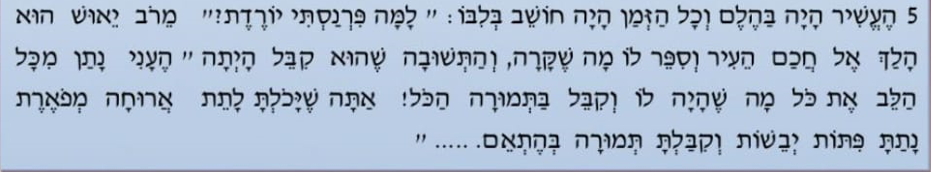 5 הֶעָשִׁיר הָיָה בַּהֶלֶם וְכָל הַזְּמַן הָיָה חוֹשֵׁב בְּלִבּוֹ: " לָמָּה פִּרְנַסְתִּי יוֹרֶדֶת?" מֵרֹב יֵאוּשׁ הוּא
הָלַךְ אֶל חֲכַם הָעִיר וְסִפֵּר לוֹ מָה שֶׁקָּרָה, וְהַתְּשׁוּבָה שֶׁהוּא קִבֵּל הָיְתָה " הֶעָנִי נָתַן מִכָּל
הַלֵּב אֶת כֹּל מָה שֶׁהָיָה לוֹ וְקִבֵּל בַּתְּמוּרָה הַכֹּל! אַתָּה שֶׁיָּכֹלְתָּ לָתֵת אֲרוּחָה מְפֹאֶרֶת
נָתַתָּ פִּתּוֹת יְבֵשׁוֹת וְקִבַּלְתָּ תְּמוּרָה בְּהֶתְאֵם. ..... "